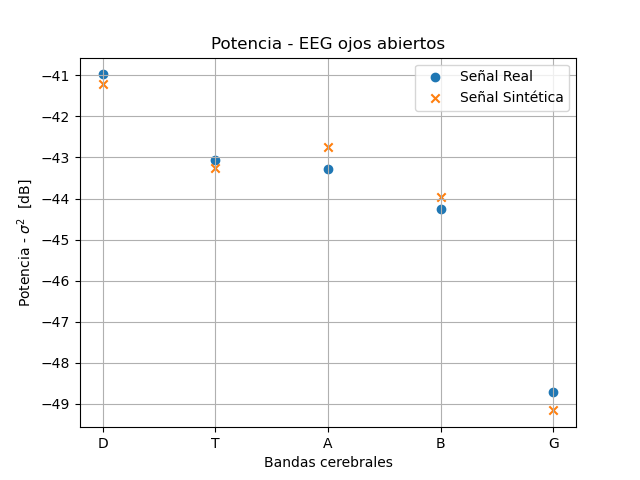 Potencia - EEG ojos abiertos
Señal Real
Señal Sintética
Potencia - σ² [dB]
−41
−42
−43
−44
−45
−46
−47
−48
−49
D T A B G
Bandas cerebrales